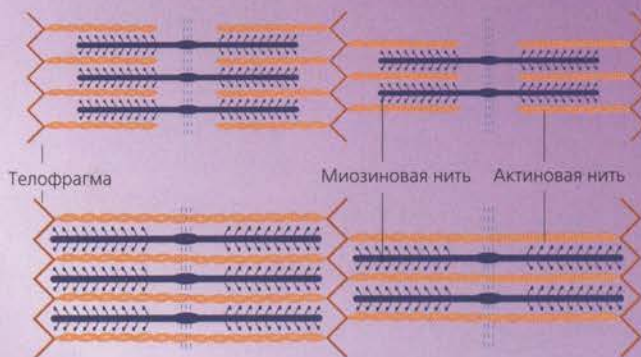 Телофрагма
Миозиновая нить
Актиновая нить